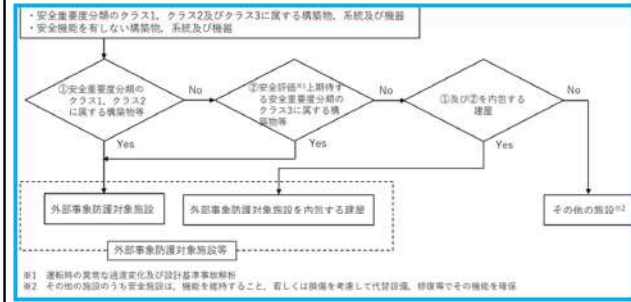 ・安全重要度分類のクラス1，クラス2及びクラス3に属する構築物，系統及び機器
・安全機能を有しない構築物，系統及び機器
①安全重要度分類の
クラス1，クラス2
に属する構築物等
No
②安全評価※1上期待す
る安全重要度分類の
クラス3に属する構
築物等
No
①及び②を内包する
建屋
No
Yes
Yes
Yes
外部事象防護対象施設
外部事象防護対象施設を内包する建屋
その他の施設※2
外部事象防護対象施設等
※1 運転時の異常な過渡変化及び設計基準事故解析
※2 その他の施設のうち安全施設は，機能を維持すること，若しくは損傷を考慮して代替設備，修復等でその機能を確保